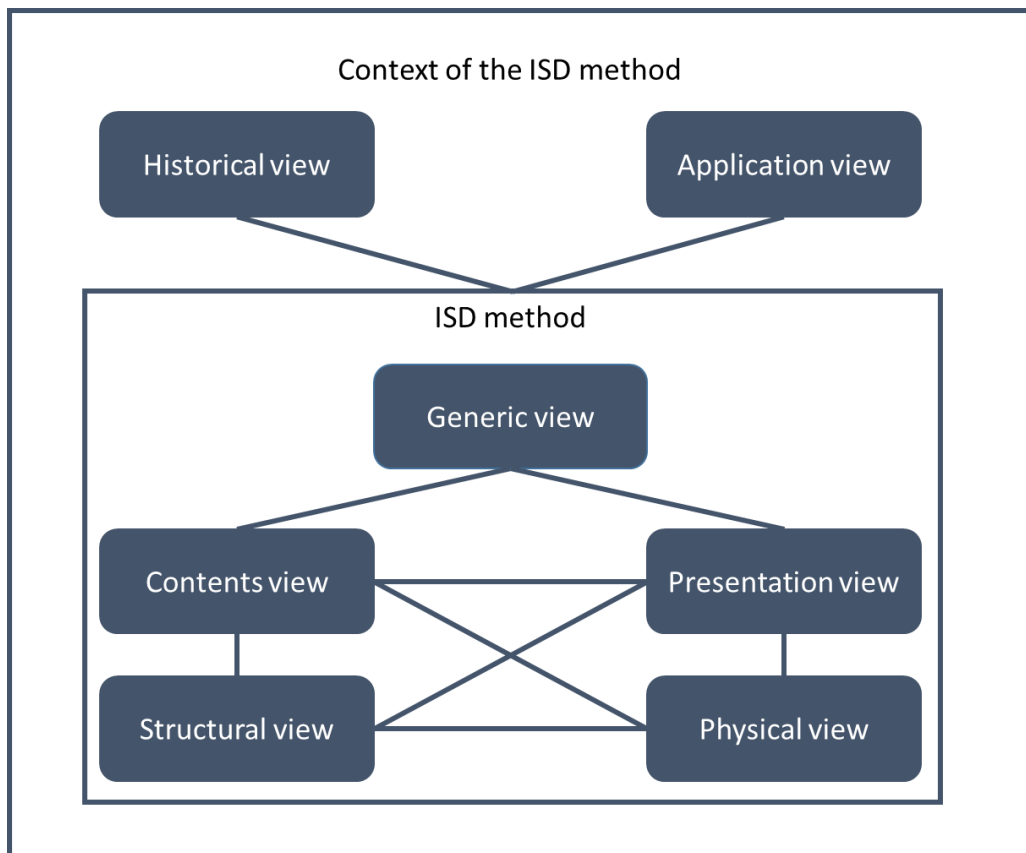 Context of the ISD method
Historical view
Application view
ISD method
Generic view
Contents view
Presentation view
Structural view
Physical view